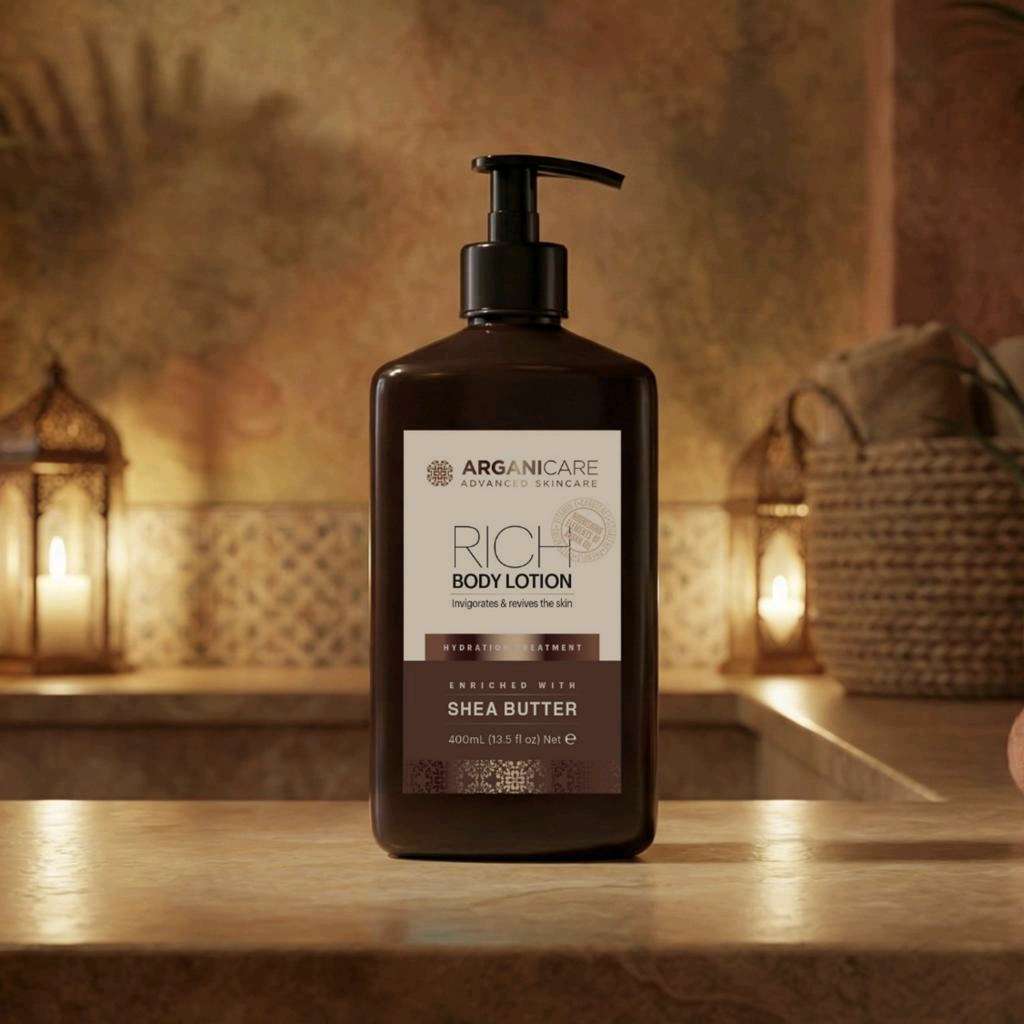 ARGANICARE
ADVANCED SKINCARE
RICH
BODY LOTION
Invigorates & revives the skin
HYDRATION TREATMENT
ENRICHED WITH
SHEA BUTTER
400mL (13.5 fl oz) Net ℮